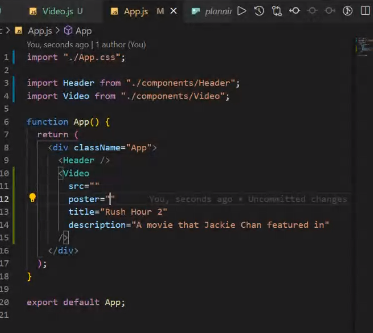 Video.js U App.js M plannir
App.js > App
You, seconds ago | 1 author (You)
1 import "./App.css";
2
3 import Header from "./components/Header";
4 import Video from "./components/Video";
5
6 function App() {
7 return (
8 <div className="App">
9 <Header />
10 <Video
11 src=""
12 poster="" You, seconds ago • Uncommitted changes
13 title="Rush Hour 2"
14 description="A movie that Jackie Chan featured in"
15 />
16 </div>
17 );
18 }
19
20 export default App;
21